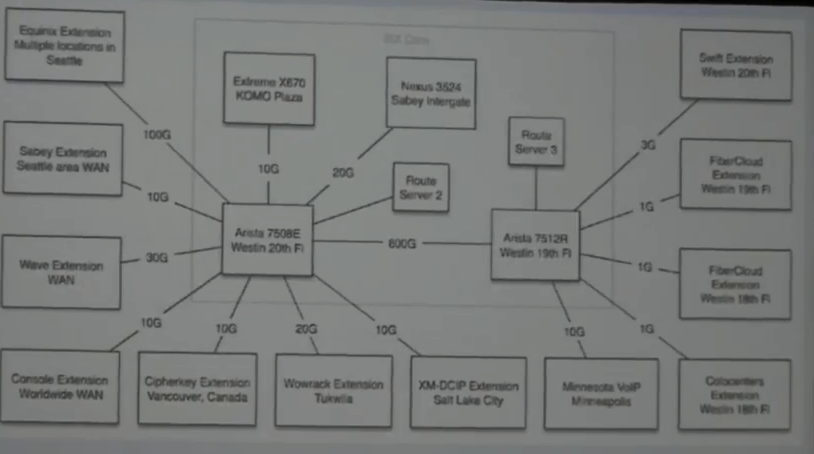 Equinix Extension
Multiple locations in
Seattle
SIX Core
Extreme X670
KOMO Plaza
Nexus 3524
Sabey Intergate
Swift Extension
Westin 20th Fl
Route
Server 3
100G
3G
Sabey Extension
Seattle area WAN
10G
20G
Route
Server 2
FiberCloud
Extension
Westin 19th Fl
10G
1G
Arista 7508E
Westin 20th Fl
600G
Arista 7512R
Westin 19th Fl
Wave Extension
WAN
30G
1G
FiberCloud
Extension
Westin 18th Fl
10G
10G
20G
10G
10G
1G
Console Extension
Worldwide WAN
Cipherkey Extension
Vancouver, Canada
Wowrack Extension
Tukwila
XM-DCIP Extension
Salt Lake City
Minnesota VoIP
Minneapolis
Colocenters
Extension
Westin 18th Fl